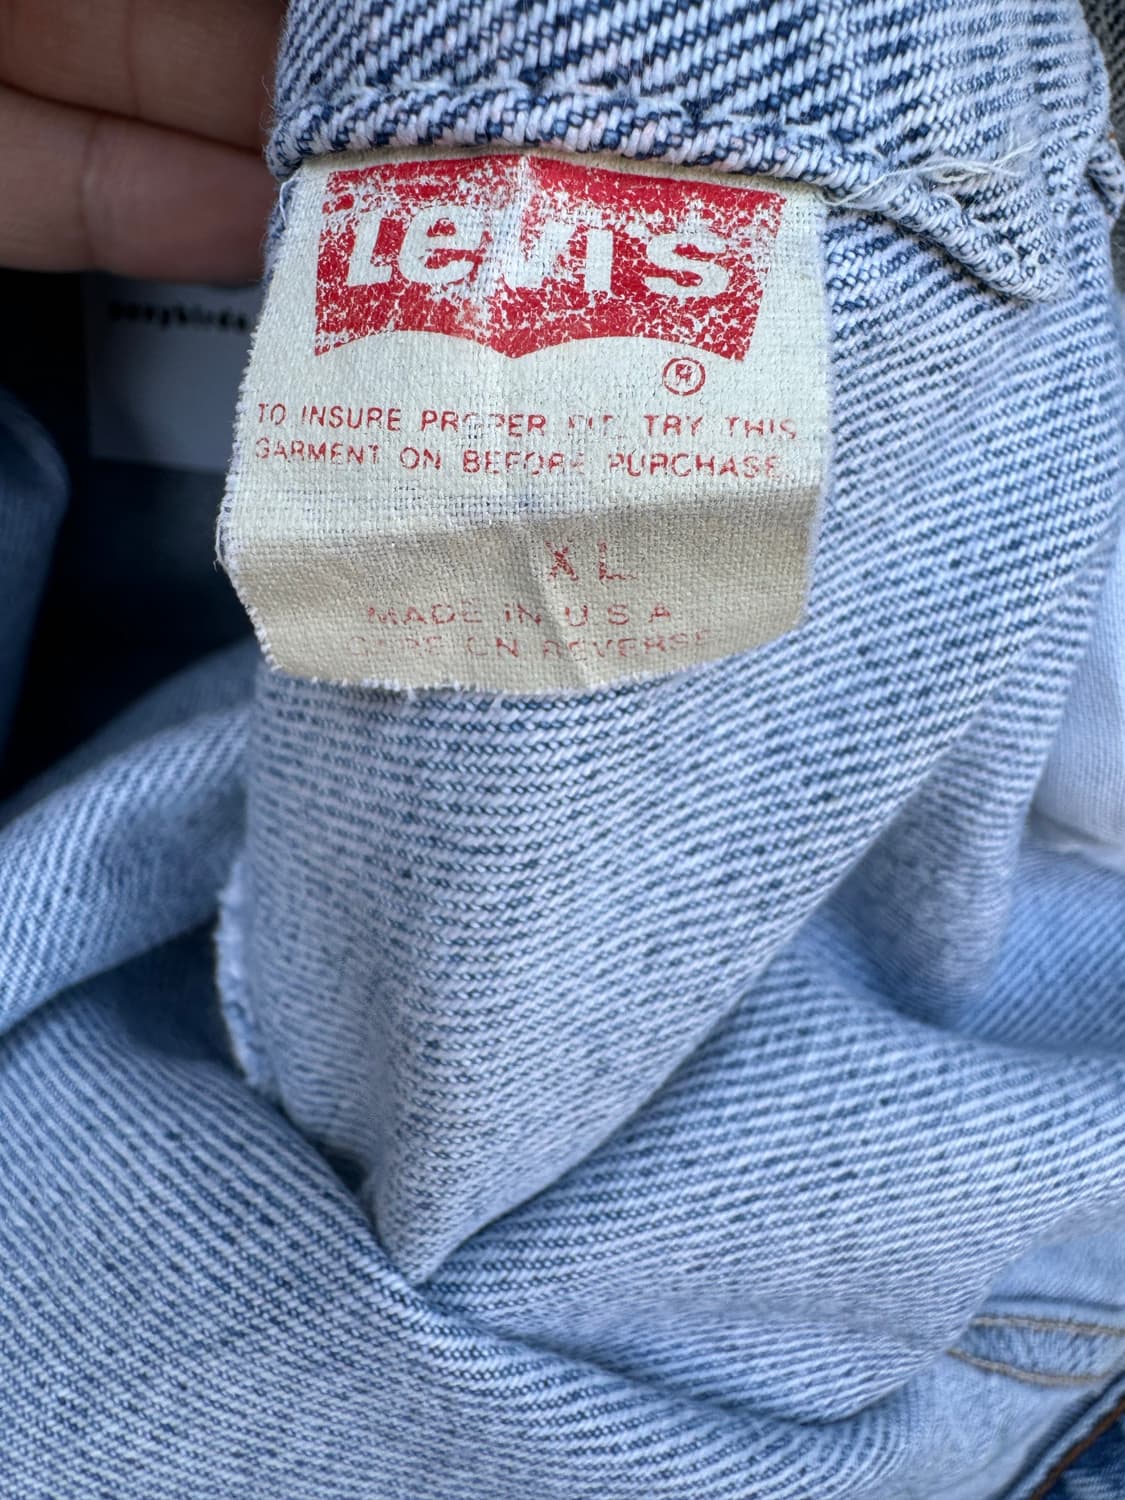 Levi's
®
TO INSURE PROPER FIT TRY THIS
GARMENT ON BEFORE PURCHASE
XL
MADE IN U S A
CARE ON REVERSE